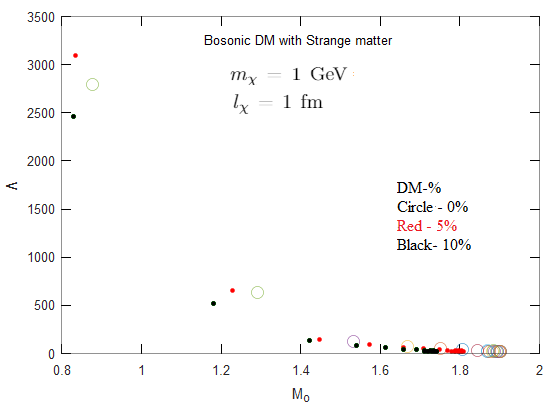 Bosonic DM with Strange matter
mχ = 1 GeV
lχ = 1 fm
DM-%
Circle - 0%
Red - 5%
Black- 10%
3500
3000
2500
2000
1500
1000
500
0
Λ
0.8 1 1.2 1.4 1.6 1.8 2
M₀